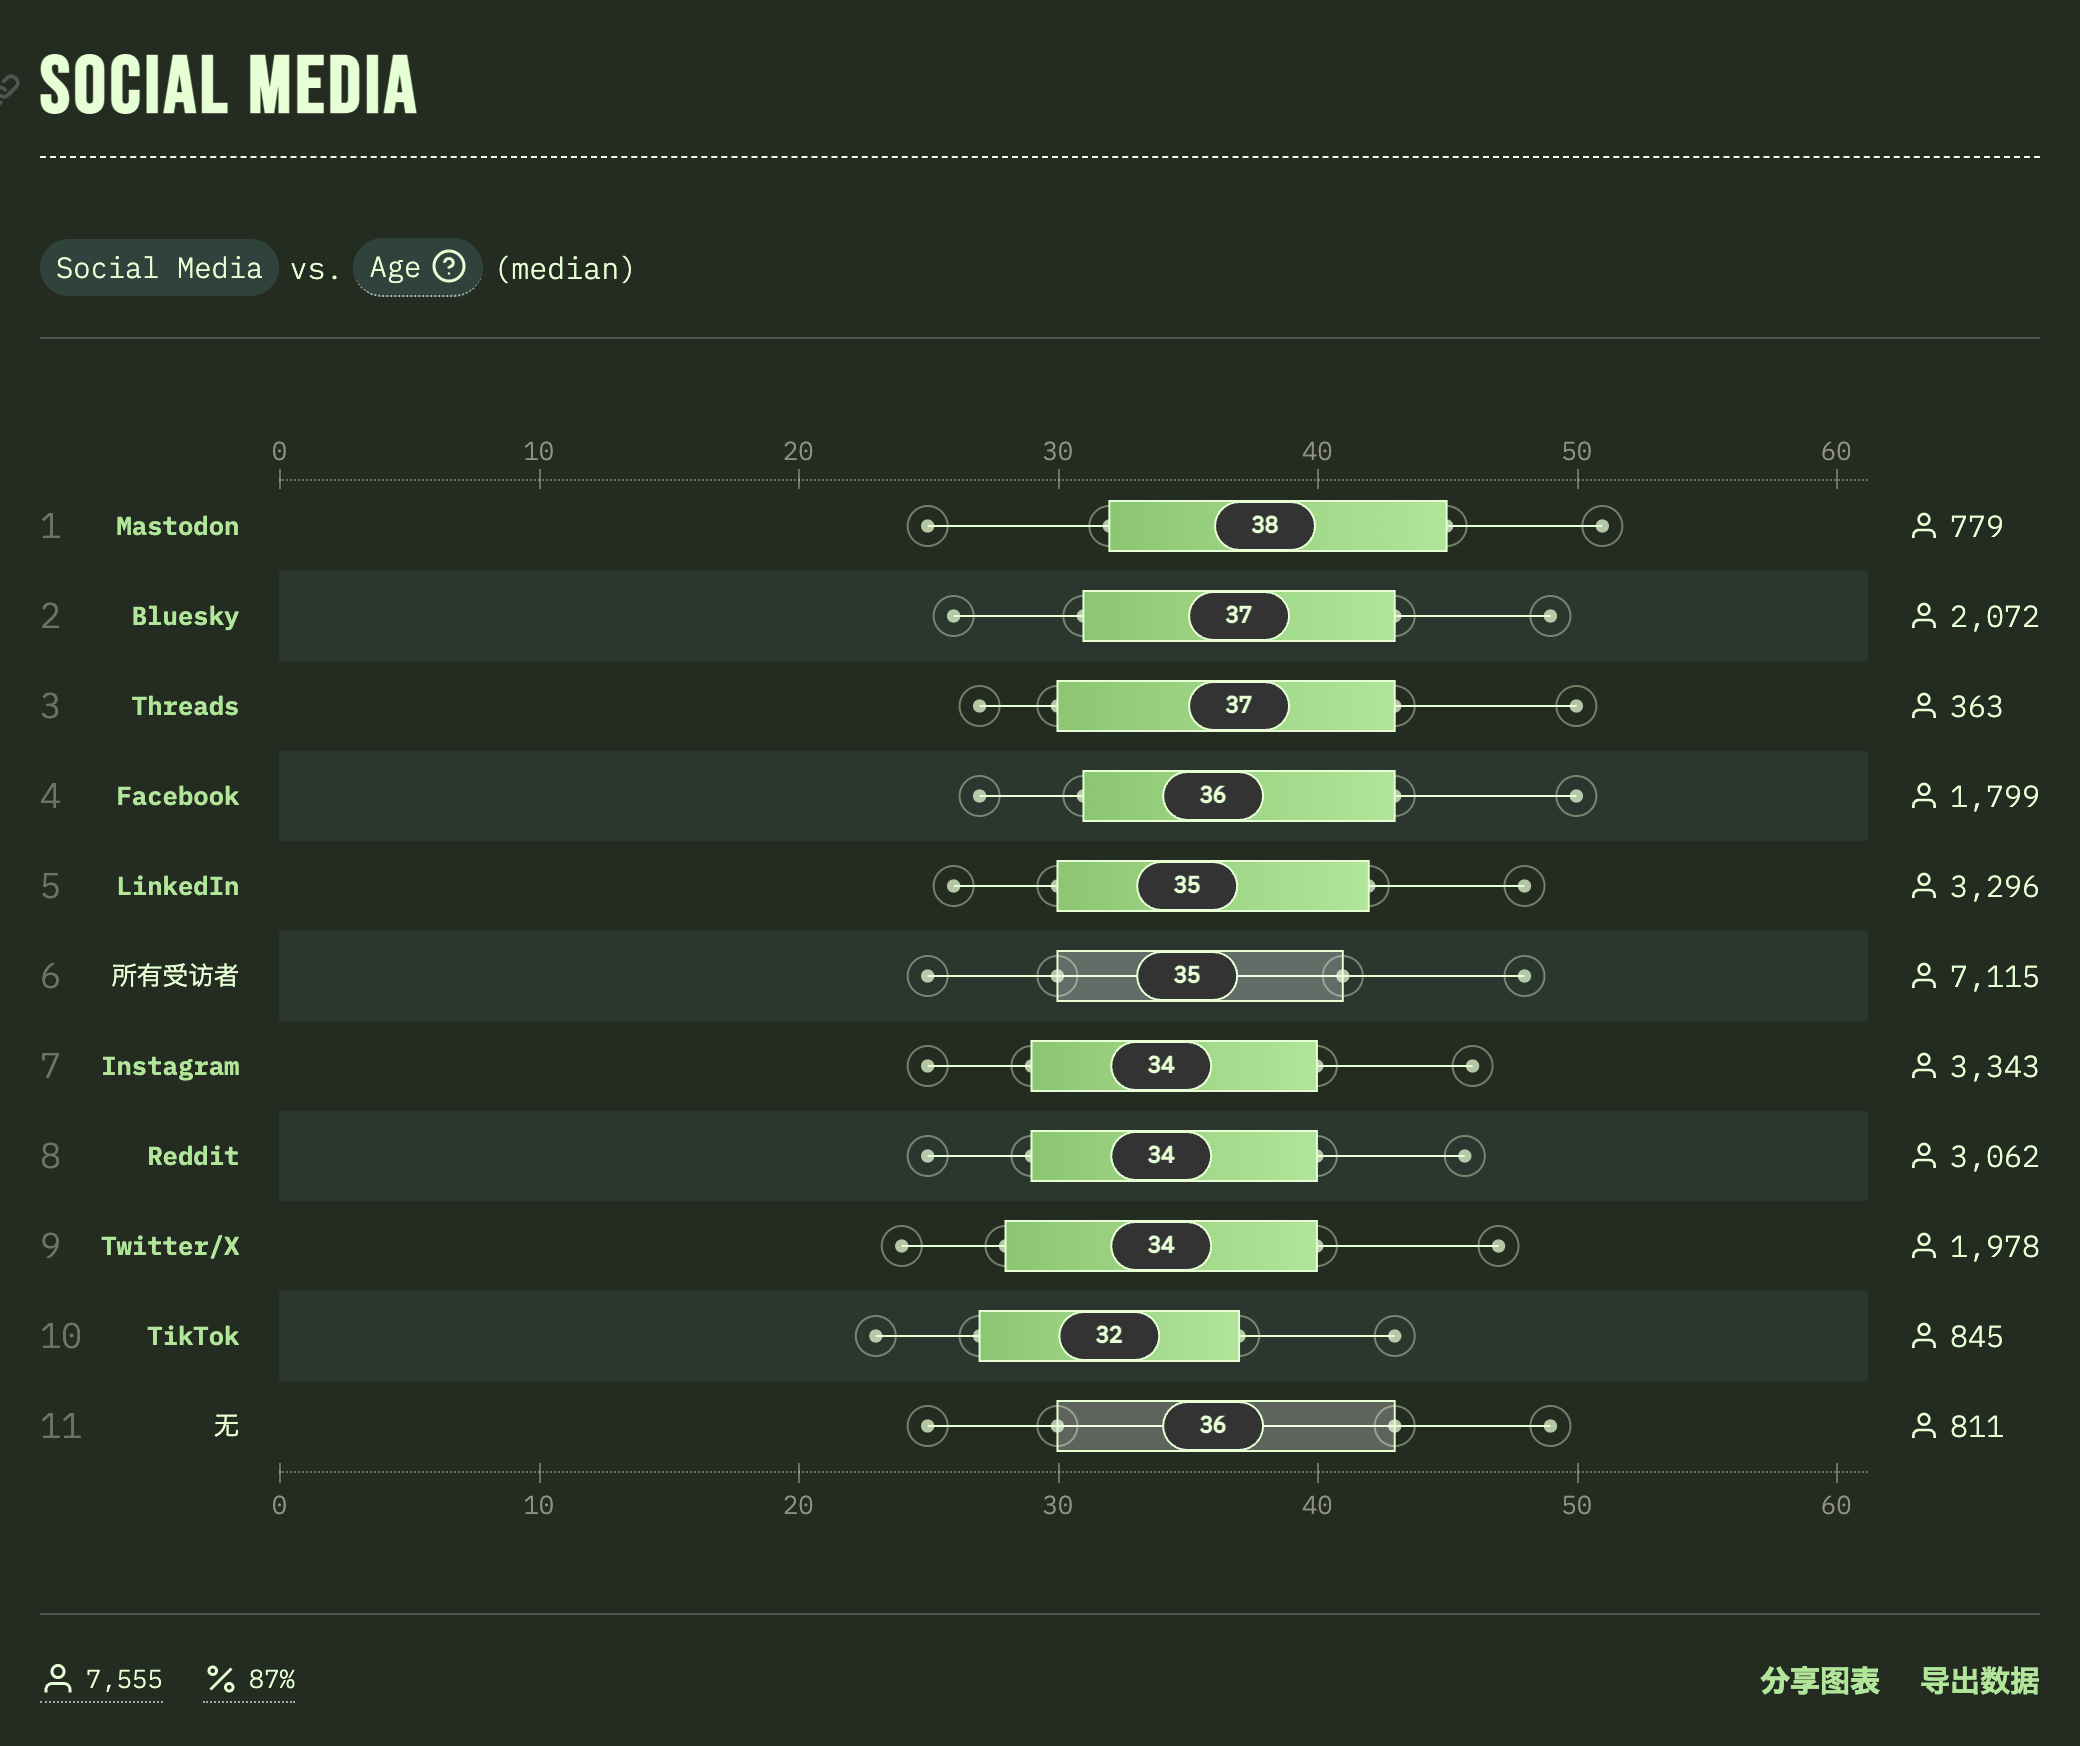 SOCIAL MEDIA
Social Media vs. Age (median)
0 10 20 30 40 50 60
1 Mastodon 38 779
2 Bluesky 37 2,072
3 Threads 37 363
4 Facebook 36 1,799
5 LinkedIn 35 3,296
6 所有受访者 35 7,115
7 Instagram 34 3,343
8 Reddit 34 3,062
9 Twitter/X 34 1,978
10 TikTok 32 845
11 无 36 811
0 10 20 30 40 50 60
7,555 87% 分享图表 导出数据